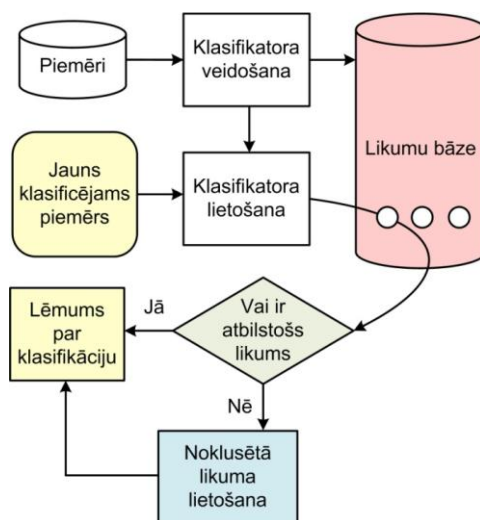 Piemēri
Klasifikatora
veidošana
Likumu bāze
Jauns
klasificējams
piemērs
Klasifikatora
lietošana
Vai ir
atbilstošs
likums
Jā
Lēmums
par
klasifikāciju
Nē
Noklusētā
likuma
lietošana